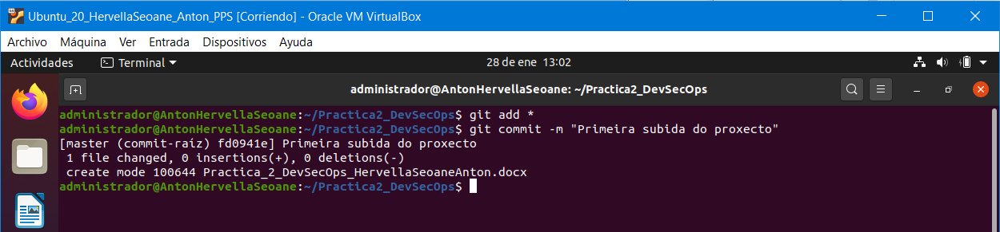 Ubuntu_20_HervellaSeoane_Anton_PPS [Corriendo] - Oracle VM VirtualBox
Archivo Máquina Ver Entrada Dispositivos Ayuda
Actividades Terminal 28 de ene 13:02
administrador@AntonHervellaSeoane: ~/Practica2_DevSecOps
administrador@AntonHervellaSeoane:~/Practica2_DevSecOps$ git add *
administrador@AntonHervellaSeoane:~/Practica2_DevSecOps$ git commit -m "Primeira subida do proxecto"
[master (commit-raíz) fd0941e] Primeira subida do proxecto
1 file changed, 0 insertions(+), 0 deletions(-)
create mode 100644 Practica_2_DevSecOps_HervellaSeoaneAnton.docx
administrador@AntonHervellaSeoane:~/Practica2_DevSecOps$